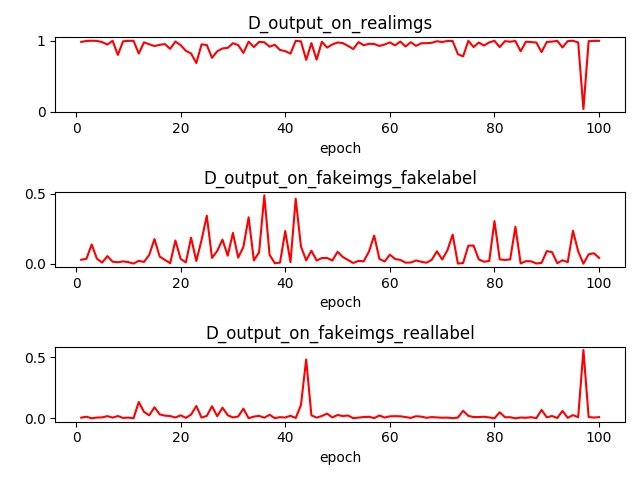 D_output_on_realimgs
1
0
0 20 40 60 80 100
epoch
D_output_on_fakeimgs_fakelabel
0.5
0.0
0 20 40 60 80 100
epoch
D_output_on_fakeimgs_reallabel
0.5
0.0
0 20 40 60 80 100
epoch